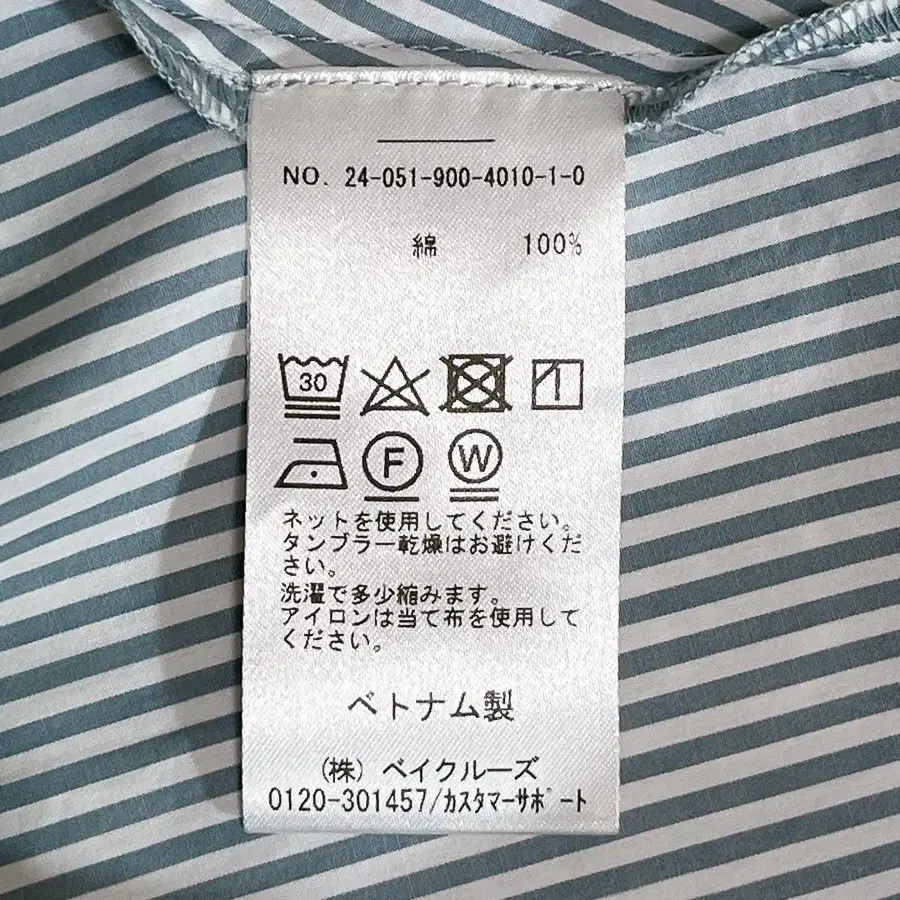 NO. 24-051-900-4010-1-0
綿 100%
30
F W
ネットを使用してください。
タンブラー乾燥はお避けくだ
さい。
洗濯で多少縮みます。
アイロンは当て布を使用して
ください。
ベトナム製
(株) ベイクルーズ
0120-301457/カスタマーサポート